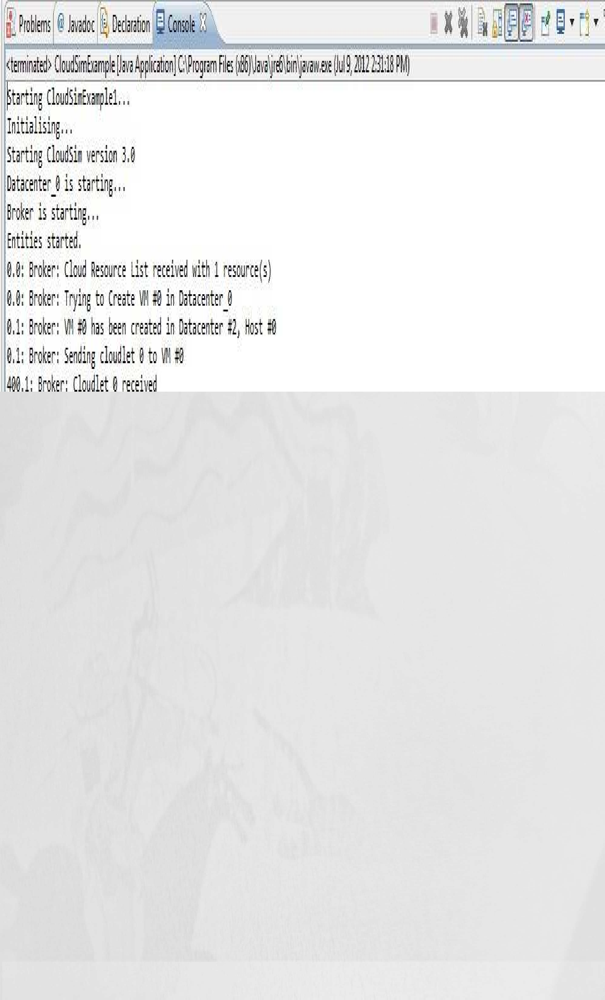 Problems @ Javadoc Declaration Console
<terminated> CloudSimExample [Java Application] C:\Program Files (x86)\Java\jre6\bin\javaw.exe (Jul 9, 2012 2:31:18 PM)
Starting CloudSimExample1...
Initialising...
Starting CloudSim version 3.0
Datacenter_0 is starting...
Broker is starting...
Entities started.
0.0: Broker: Cloud Resource List received with 1 resource(s)
0.0: Broker: Trying to Create VM #0 in Datacenter_0
0.1: Broker: VM #0 has been created in Datacenter #2, Host #0
0.1: Broker: Sending cloudlet 0 to VM #0
400.1: Broker: Cloudlet 0 received